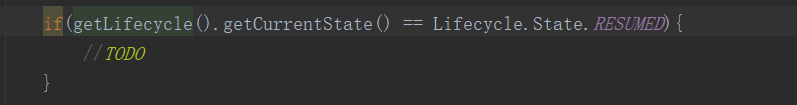 if(getLifecycle().getCurrentState() == Lifecycle.State.RESUMED){
//TODO
}